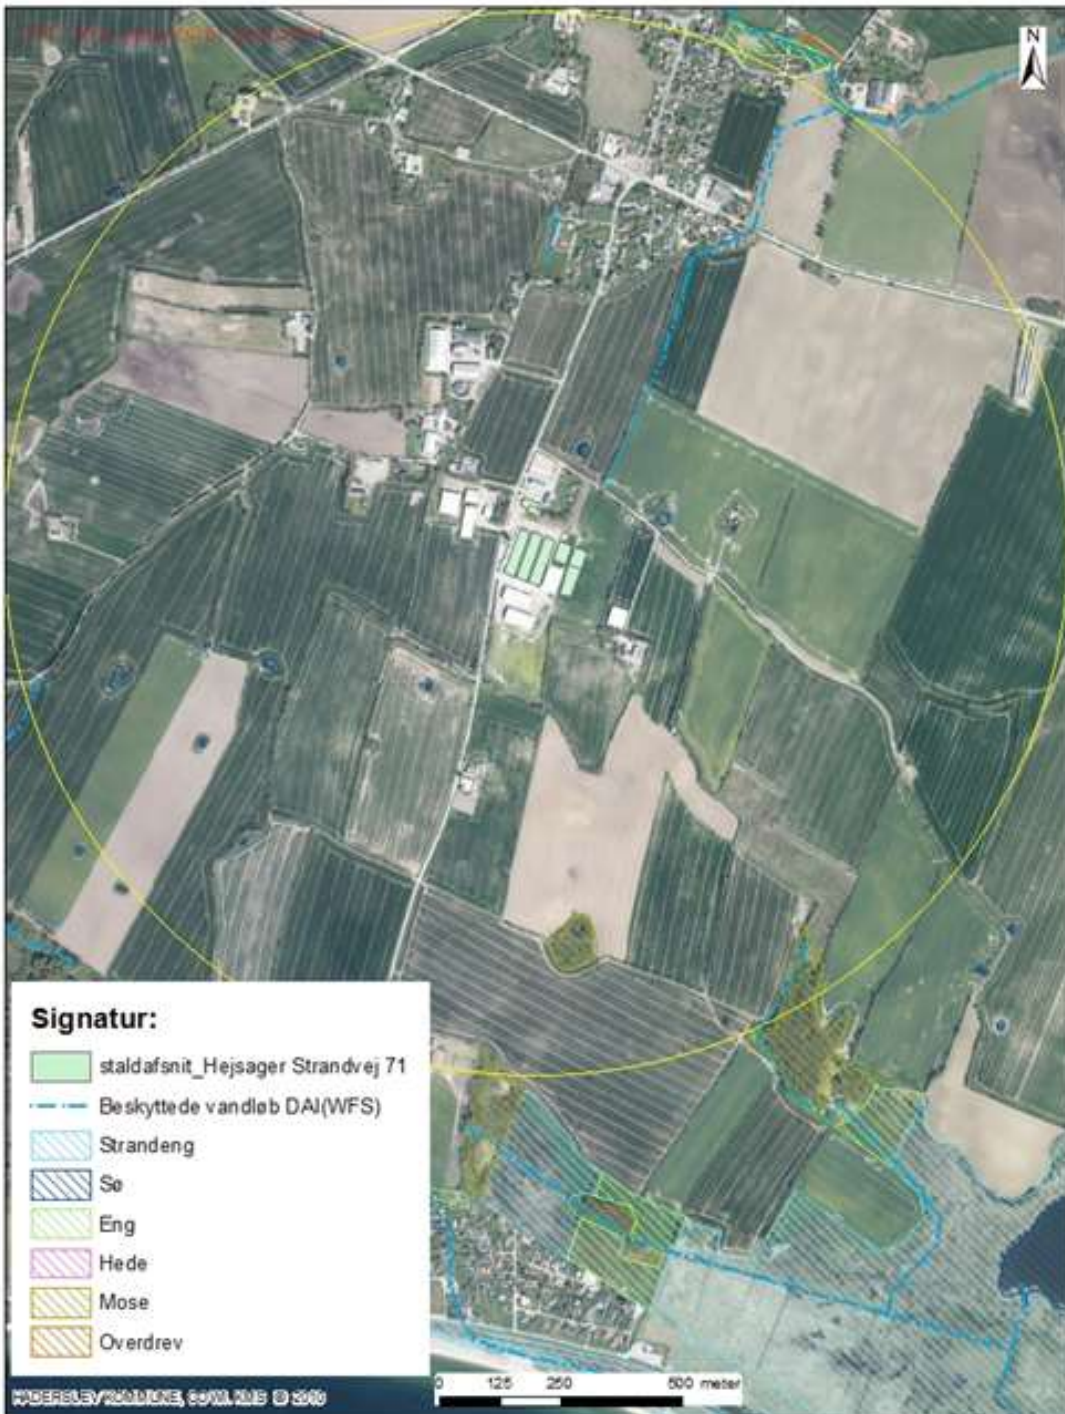 N
Signatur:
staldafsnit_Hejsager Strandvej 71
Beskyttede vandløb DAI(WFS)
Strandeng
Sø
Eng
Hede
Mose
Overdrev
HADERSLEV KOMMUNE, COWI, KMS © 2010
0 125 250 500 meter